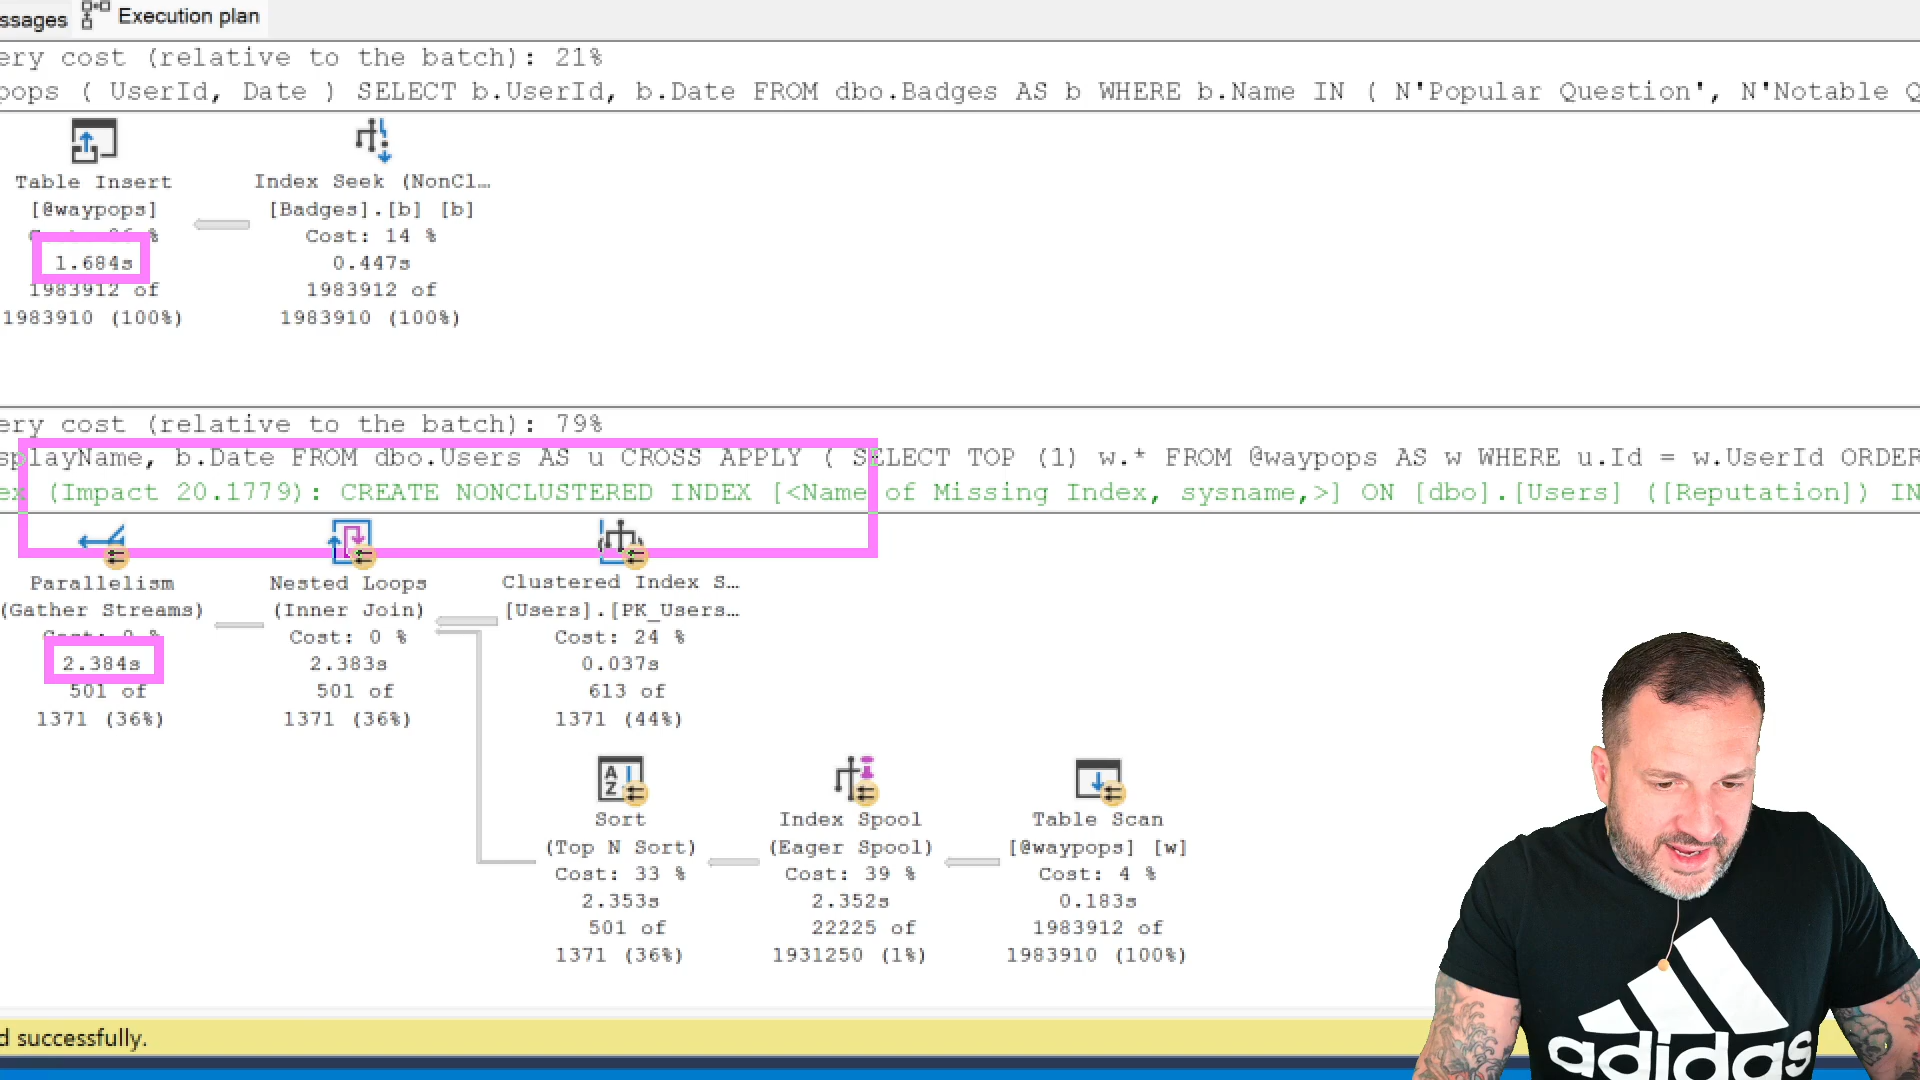 ssages Execution plan
ery cost (relative to the batch): 21%
pops ( UserId, Date ) SELECT b.UserId, b.Date FROM dbo.Badges AS b WHERE b.Name IN ( N'Popular Question', N'Notable Q
Table Insert
[@waypops]
1.684s
1983912 of
1983910 (100%)
Index Seek (NonCl…
[Badges].[b] [b]
Cost: 14 %
0.447s
1983912 of
1983910 (100%)
ery cost (relative to the batch): 79%
splayName, b.Date FROM dbo.Users AS u CROSS APPLY ( SELECT TOP (1) w.* FROM @waypops AS w WHERE u.Id = w.UserId ORDER
ex (Impact 20.1779): CREATE NONCLUSTERED INDEX [<Name of Missing Index, sysname,>] ON [dbo].[Users] ([Reputation]) IN
Parallelism
(Gather Streams)
Cost: 0 %
2.384s
501 of
1371 (36%)
Nested Loops
(Inner Join)
Cost: 0 %
2.383s
501 of
1371 (36%)
Clustered Index S…
[Users].[PK_Users…
Cost: 24 %
0.037s
613 of
1371 (44%)
Sort
(Top N Sort)
Cost: 33 %
2.353s
501 of
1371 (36%)
Index Spool
(Eager Spool)
Cost: 39 %
2.352s
22225 of
1931250 (1%)
Table Scan
[@waypops] [w]
Cost: 4 %
0.183s
1983912 of
1983910 (100%)
d successfully.
adidas